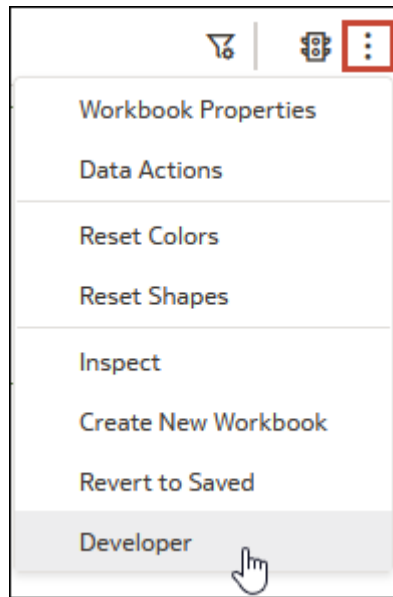 Workbook Properties
Data Actions
Reset Colors
Reset Shapes
Inspect
Create New Workbook
Revert to Saved
Developer